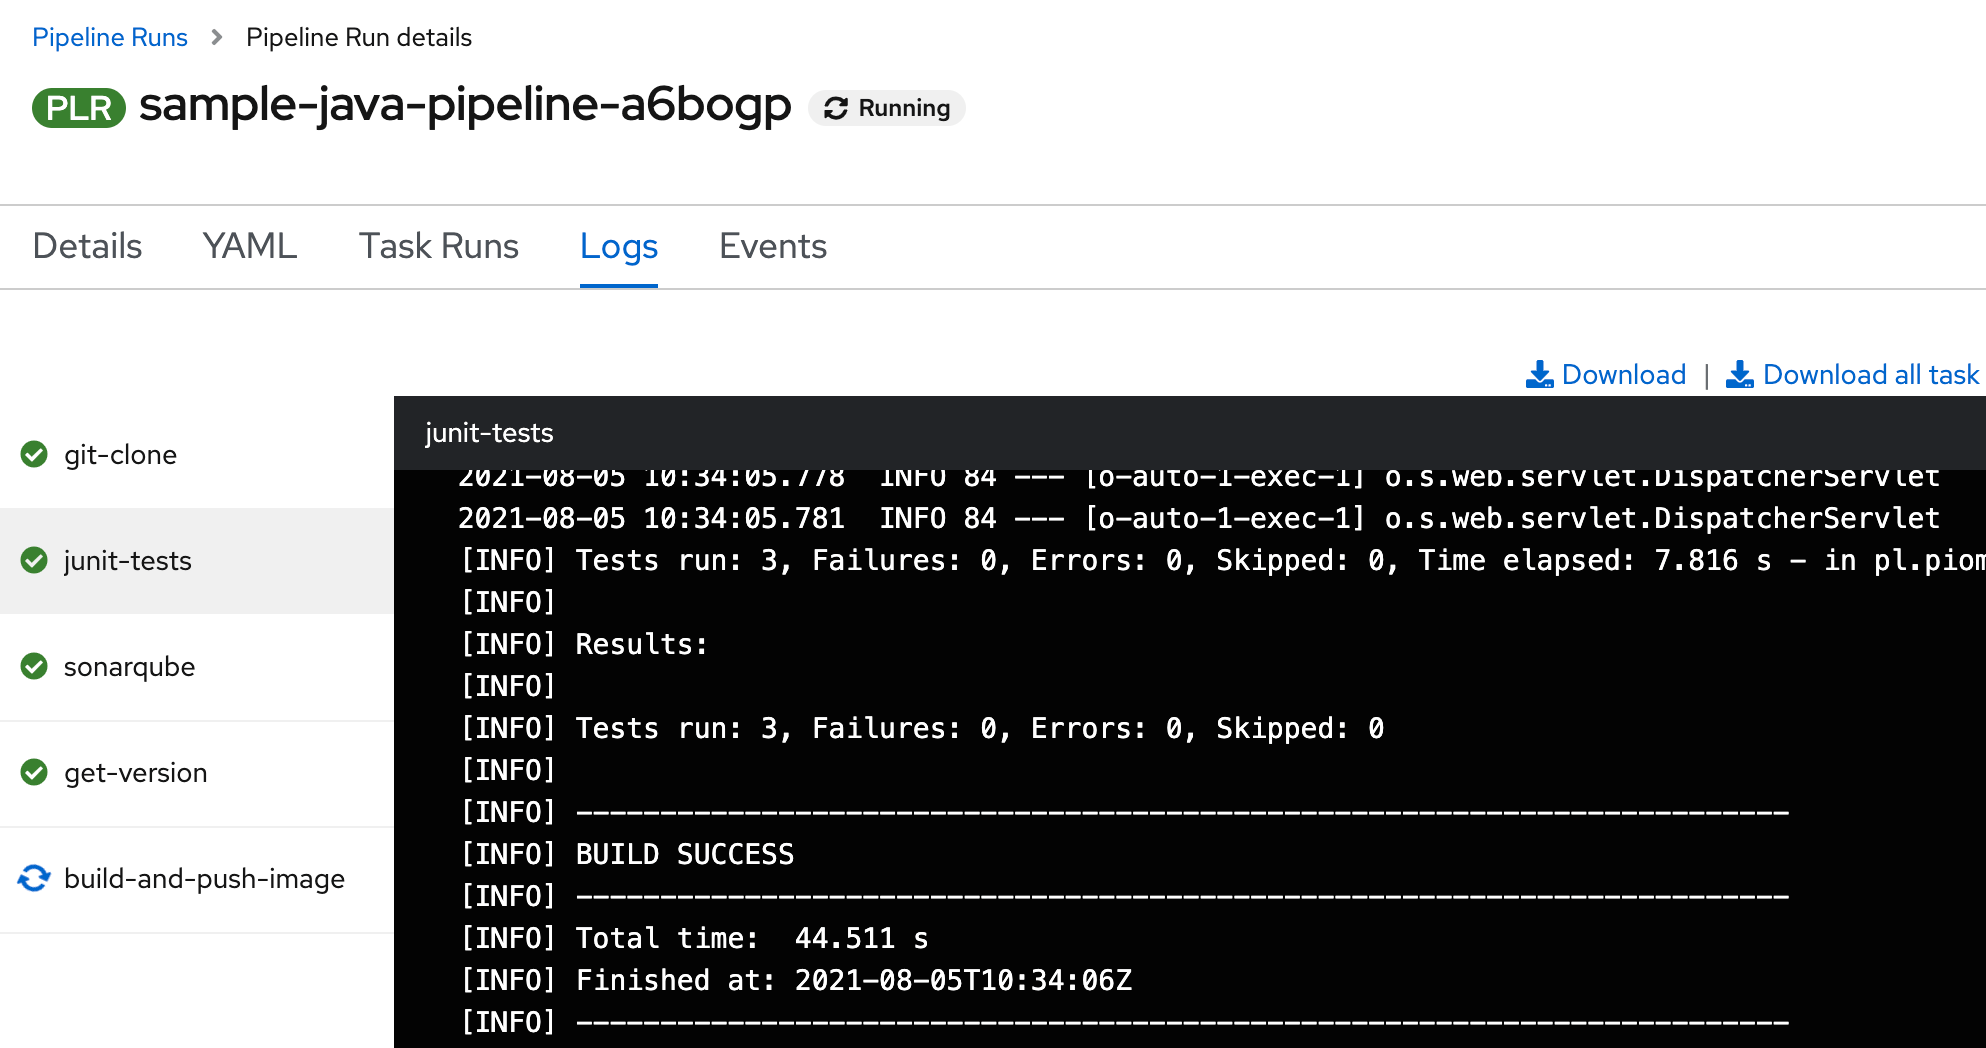 Pipeline Runs > Pipeline Run details
PLR sample-java-pipeline-a6bogp Running
Details YAML Task Runs Logs Events
Download | Download all task
git-clone
junit-tests
sonarqube
get-version
build-and-push-image
junit-tests
2021-08-05 10:34:05.778  INFO 84 --- [o-auto-1-exec-1] o.s.web.servlet.DispatcherServlet
2021-08-05 10:34:05.781  INFO 84 --- [o-auto-1-exec-1] o.s.web.servlet.DispatcherServlet
[INFO] Tests run: 3, Failures: 0, Errors: 0, Skipped: 0, Time elapsed: 7.816 s - in pl.piom
[INFO]
[INFO] Results:
[INFO]
[INFO] Tests run: 3, Failures: 0, Errors: 0, Skipped: 0
[INFO]
[INFO] ------------------------------------------------------------------------
[INFO] BUILD SUCCESS
[INFO] ------------------------------------------------------------------------
[INFO] Total time:  44.511 s
[INFO] Finished at: 2021-08-05T10:34:06Z
[INFO] ------------------------------------------------------------------------